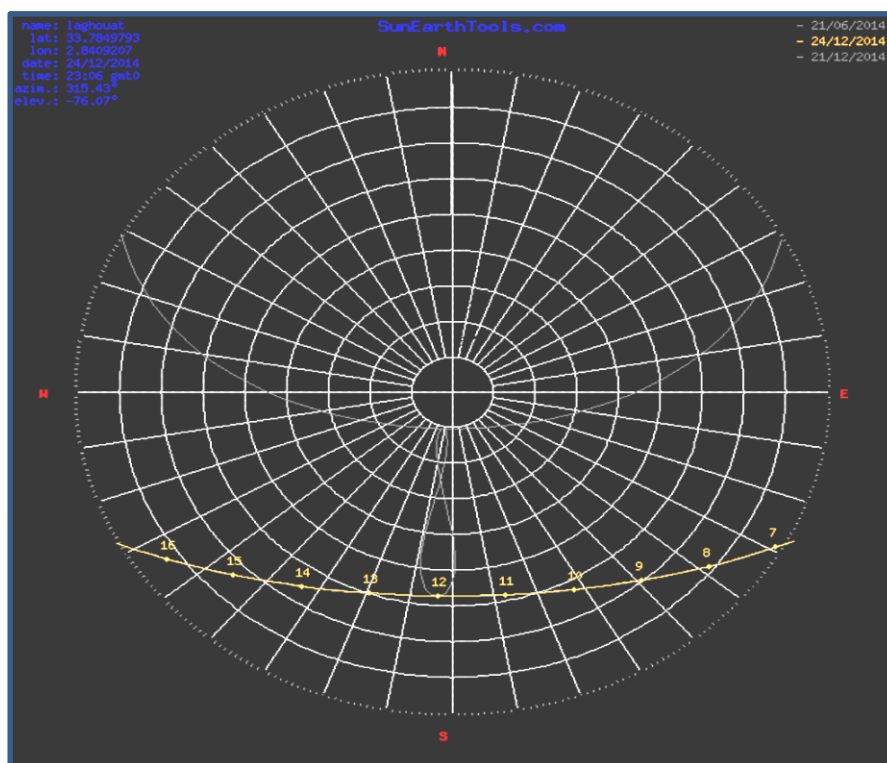 name: laghouat
lat: 33.7849793
lon: 2.8409207
date: 24/12/2014
time: 23:06 gmt0
azim.: 315.43°
elev.: -76.07°
SunEarthTools.com
— 21/06/2014
— 24/12/2014
— 21/12/2014
N
W
E
16
15
14
13
12
11
10
9
8
7
S